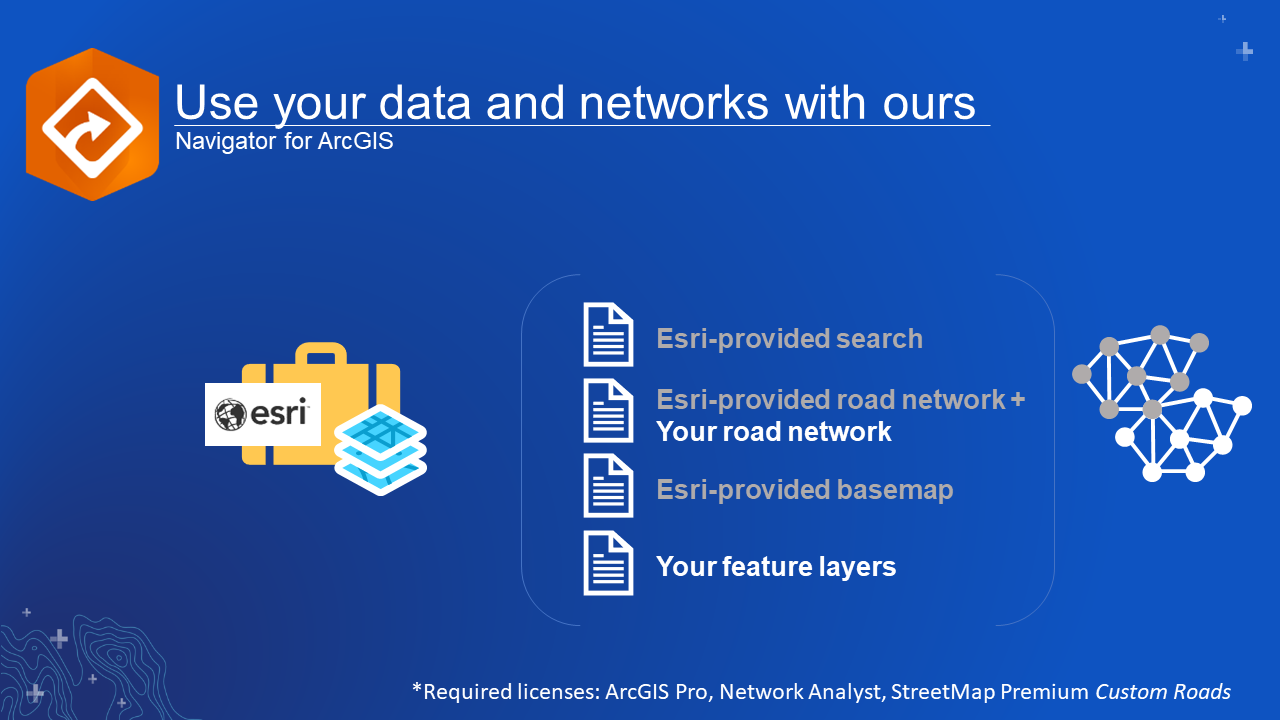 Use your data and networks with ours
Navigator for ArcGIS
esri
Esri-provided search
Esri-provided road network +
Your road network
Esri-provided basemap
Your feature layers
*Required licenses: ArcGIS Pro, Network Analyst, StreetMap Premium Custom Roads